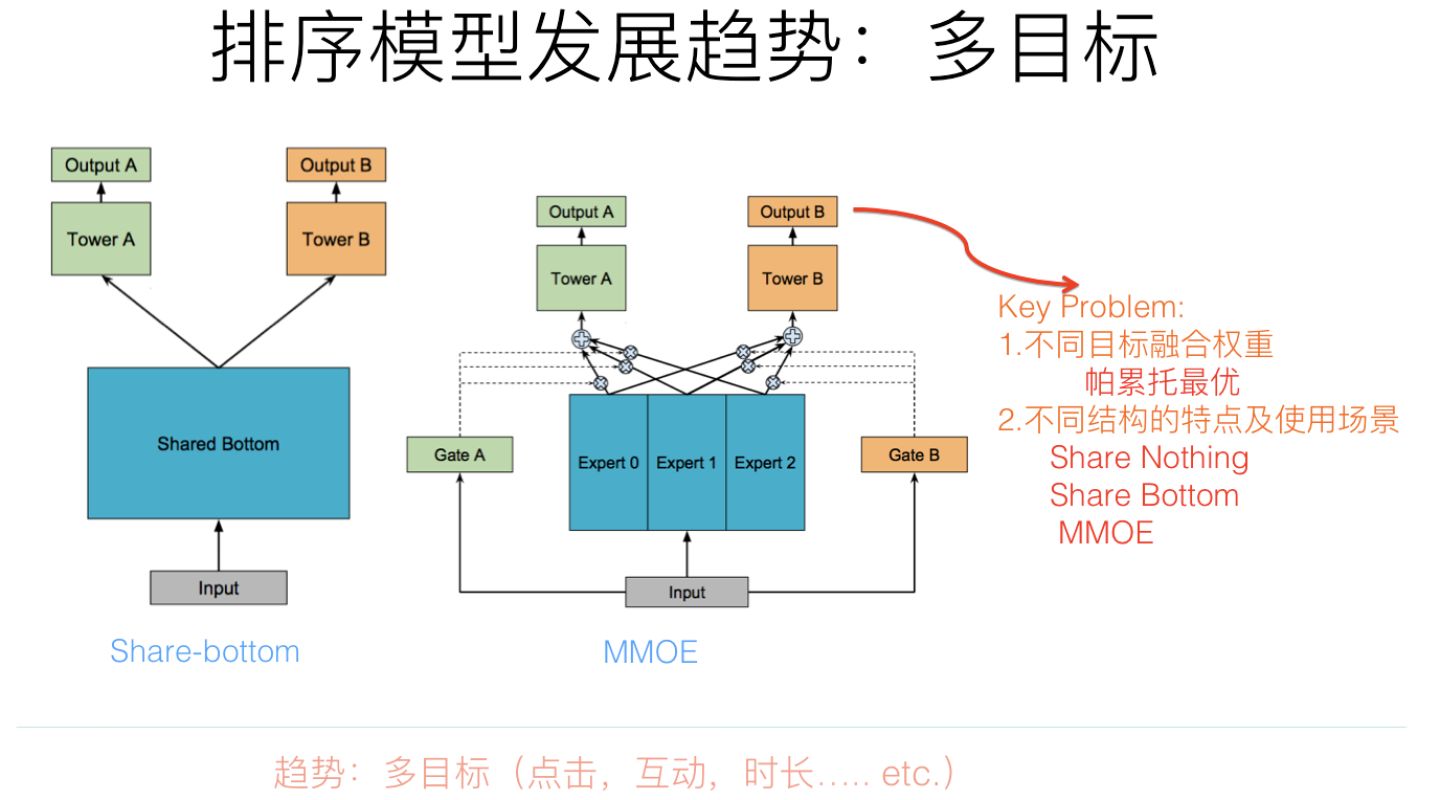 排序模型发展趋势：多目标
Output A
Output B
Tower A
Tower B
Shared Bottom
Input
Share-bottom
Output A
Output B
Tower A
Tower B
Gate A
Expert 0
Expert 1
Expert 2
Gate B
Input
MMOE
Key Problem:
1.不同目标融合权重
帕累托最优
2.不同结构的特点及使用场景
Share Nothing
Share Bottom
MMOE
趋势：多目标（点击，互动，时长..... etc.）